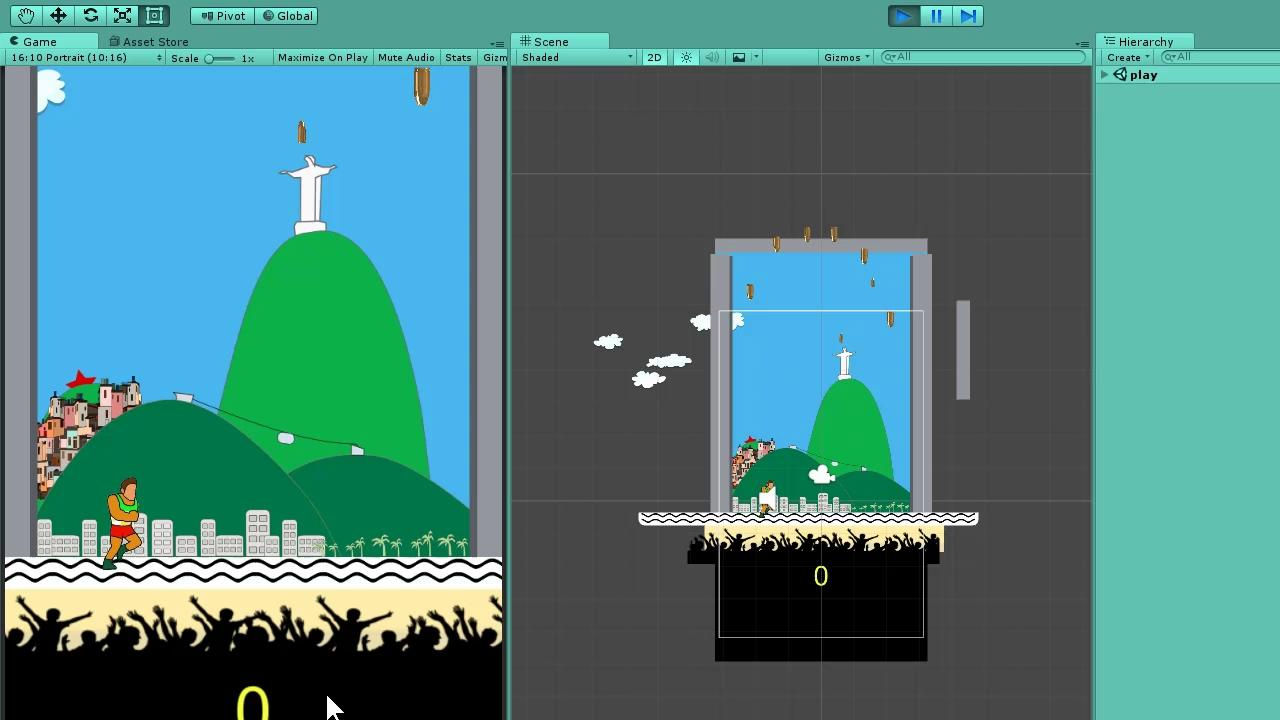 Pivot Global
Game Asset Store Scene Hierarchy
16:10 Portrait (10:16) Scale 1x Maximize On Play Mute Audio Stats Gizm Shaded 2D Gizmos All Create All
play
0
0